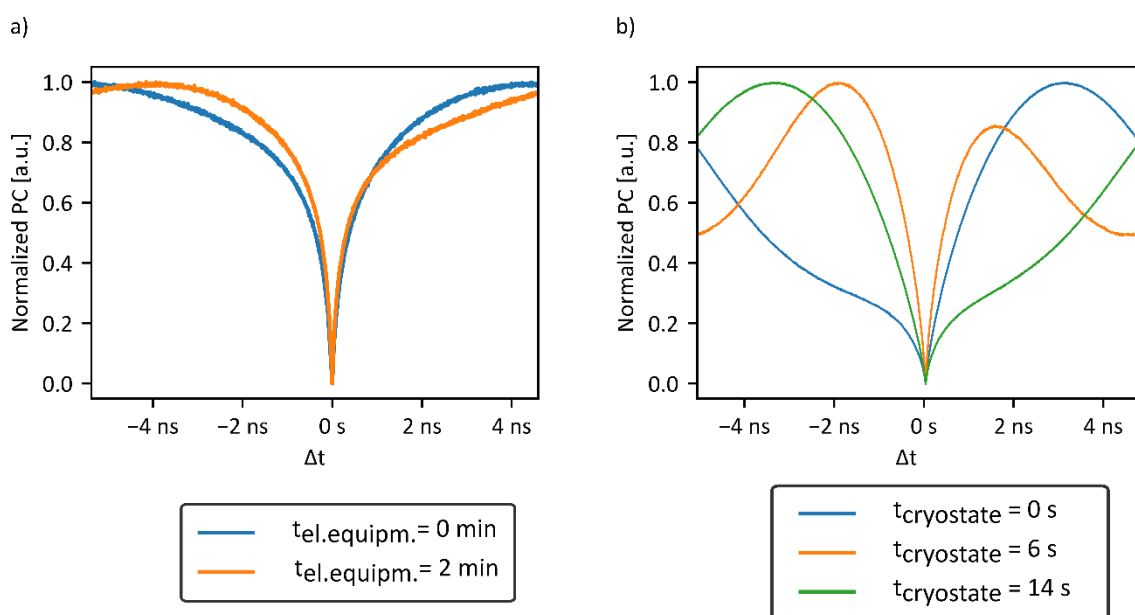 a)
1.0
0.8
0.6
0.4
0.2
0.0
Normalized PC [a.u.]
−4 ns −2 ns 0 s 2 ns 4 ns
Δt
tel.equipm.= 0 min
tel.equipm.= 2 min
b)
1.0
0.8
0.6
0.4
0.2
0.0
Normalized PC [a.u.]
−4 ns −2 ns 0 s 2 ns 4 ns
Δt
tcryostate = 0 s
tcryostate = 6 s
tcryostate = 14 s